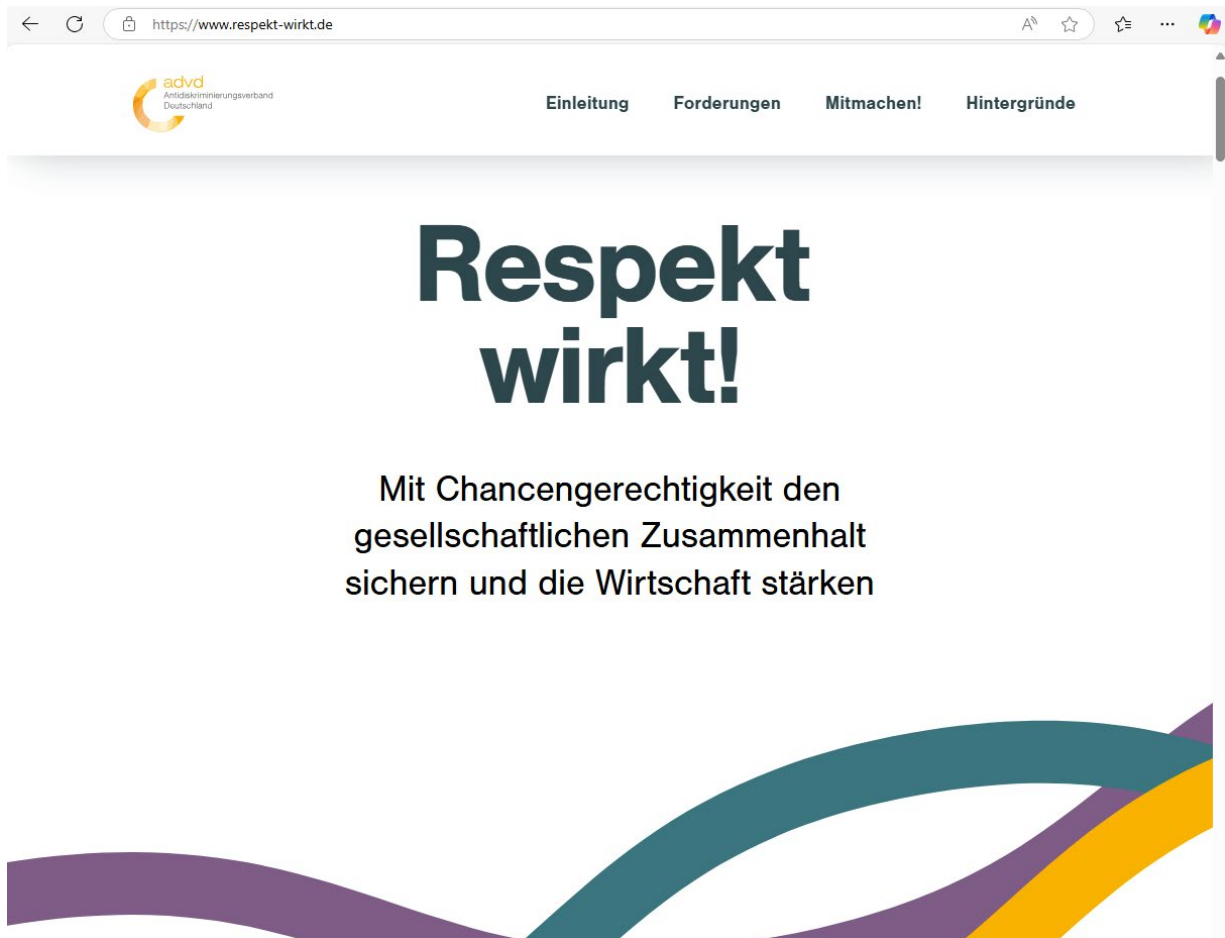 https://www.respekt-wirkt.de
advd
Antidiskriminierungsverband
Deutschland
Einleitung Forderungen Mitmachen! Hintergründe
Respekt
wirkt!
Mit Chancengerechtigkeit den
gesellschaftlichen Zusammenhalt
sichern und die Wirtschaft stärken